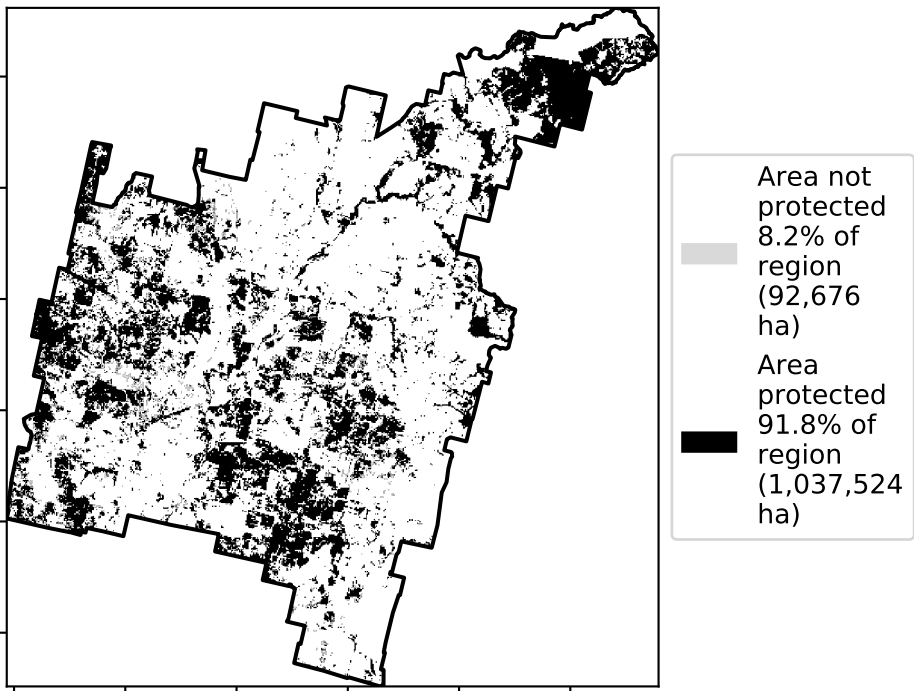 Area not
protected
8.2% of
region
(92,676
ha)
Area
protected
91.8% of
region
(1,037,524
ha)